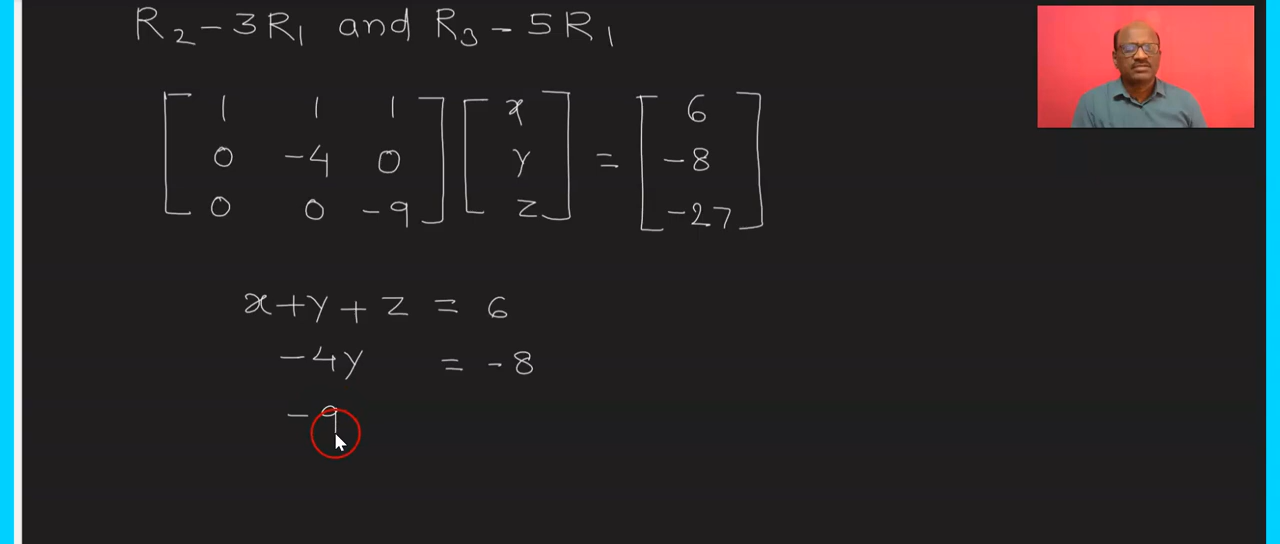 R₂ - 3R₁ and R₃ - 5R₁
[ 1 1 1 ] [ x ] = [ 6 ]
[ 0 -4 0 ] [ y ] = [ -8 ]
[ 0 0 -9 ] [ z ] = [ -27 ]
x + y + z = 6
-4y = -8
-9